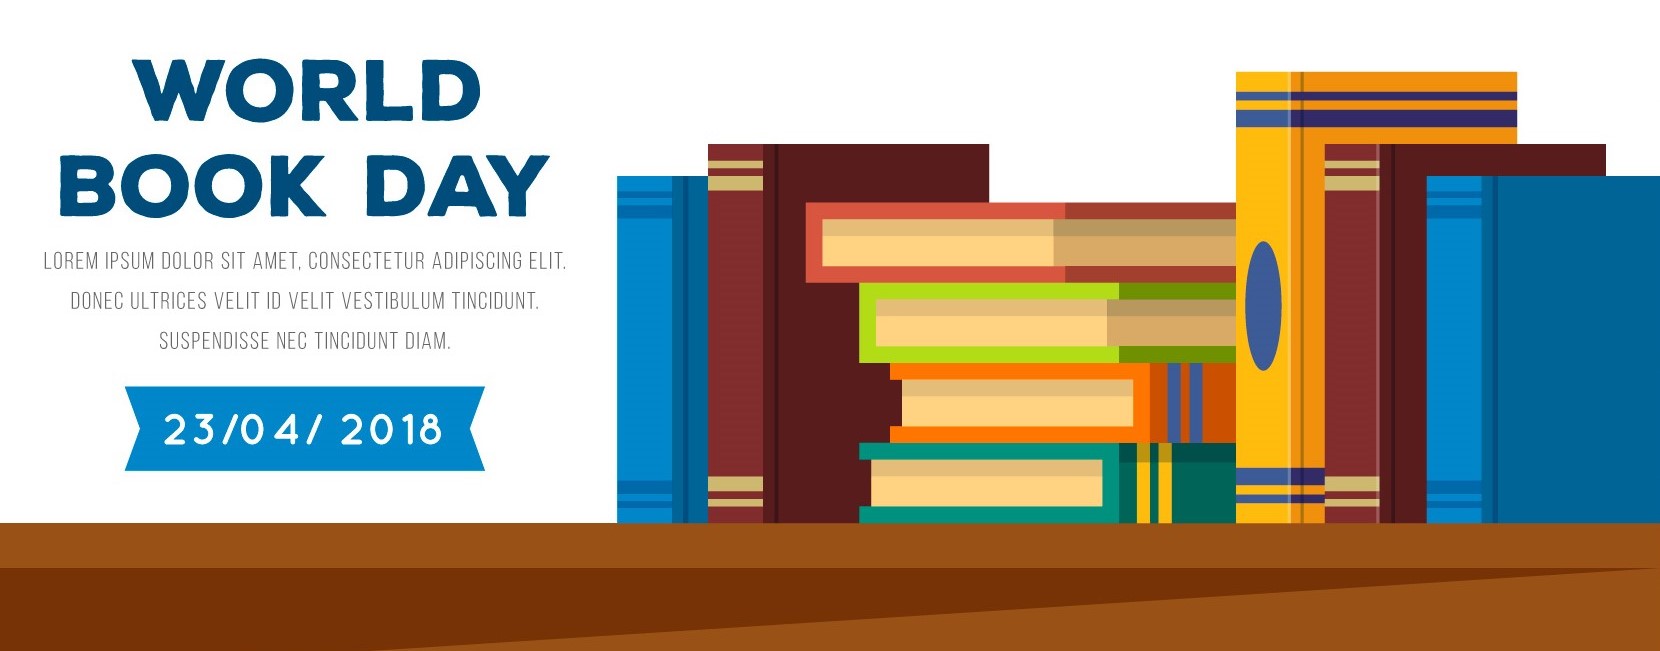 WORLD
BOOK DAY
LOREM IPSUM DOLOR SIT AMET, CONSECTETUR ADIPISCING ELIT.
DONEC ULTRICES VELIT ID VELIT VESTIBULUM TINCIDUNT.
SUSPENDISSE NEC TINCIDUNT DIAM.
23/04/ 2018